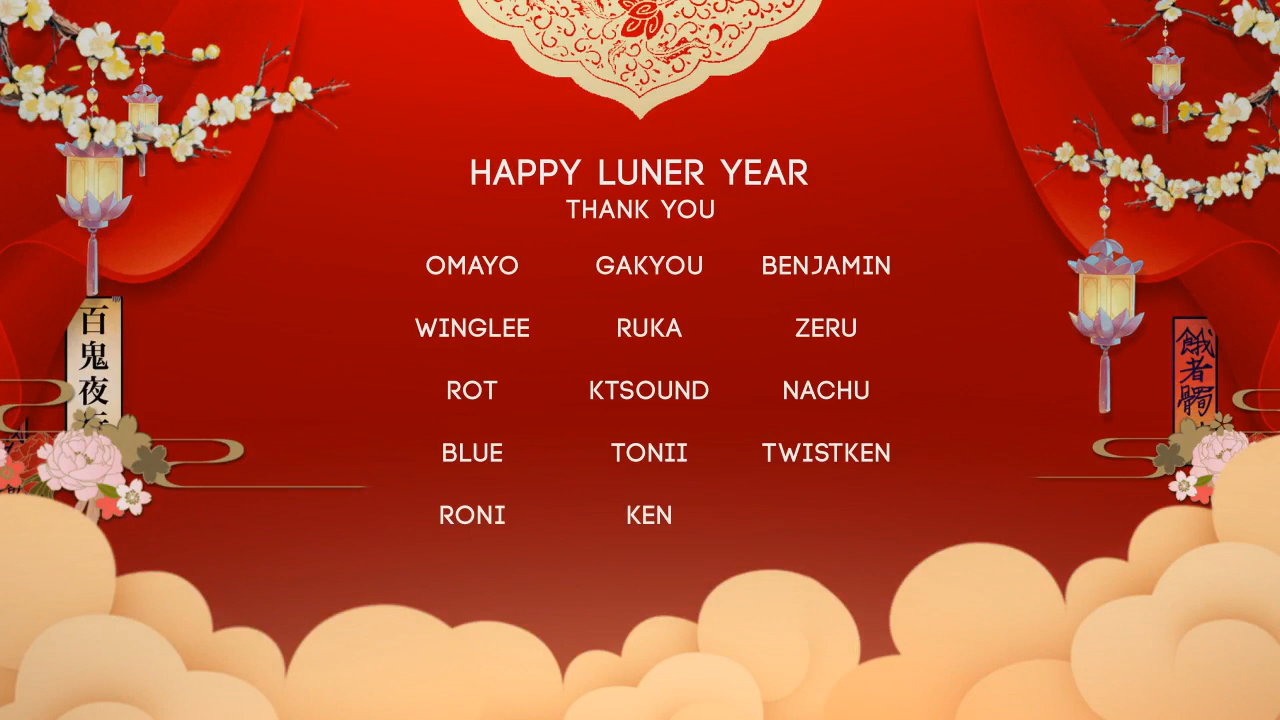 HAPPY LUNER YEAR
THANK YOU
OMAYO GAKYOU BENJAMIN
WINGLEE RUKA ZERU
ROT KTSOUND NACHU
BLUE TONII TWISTKEN
RONI KEN
百鬼夜行
餓者髑